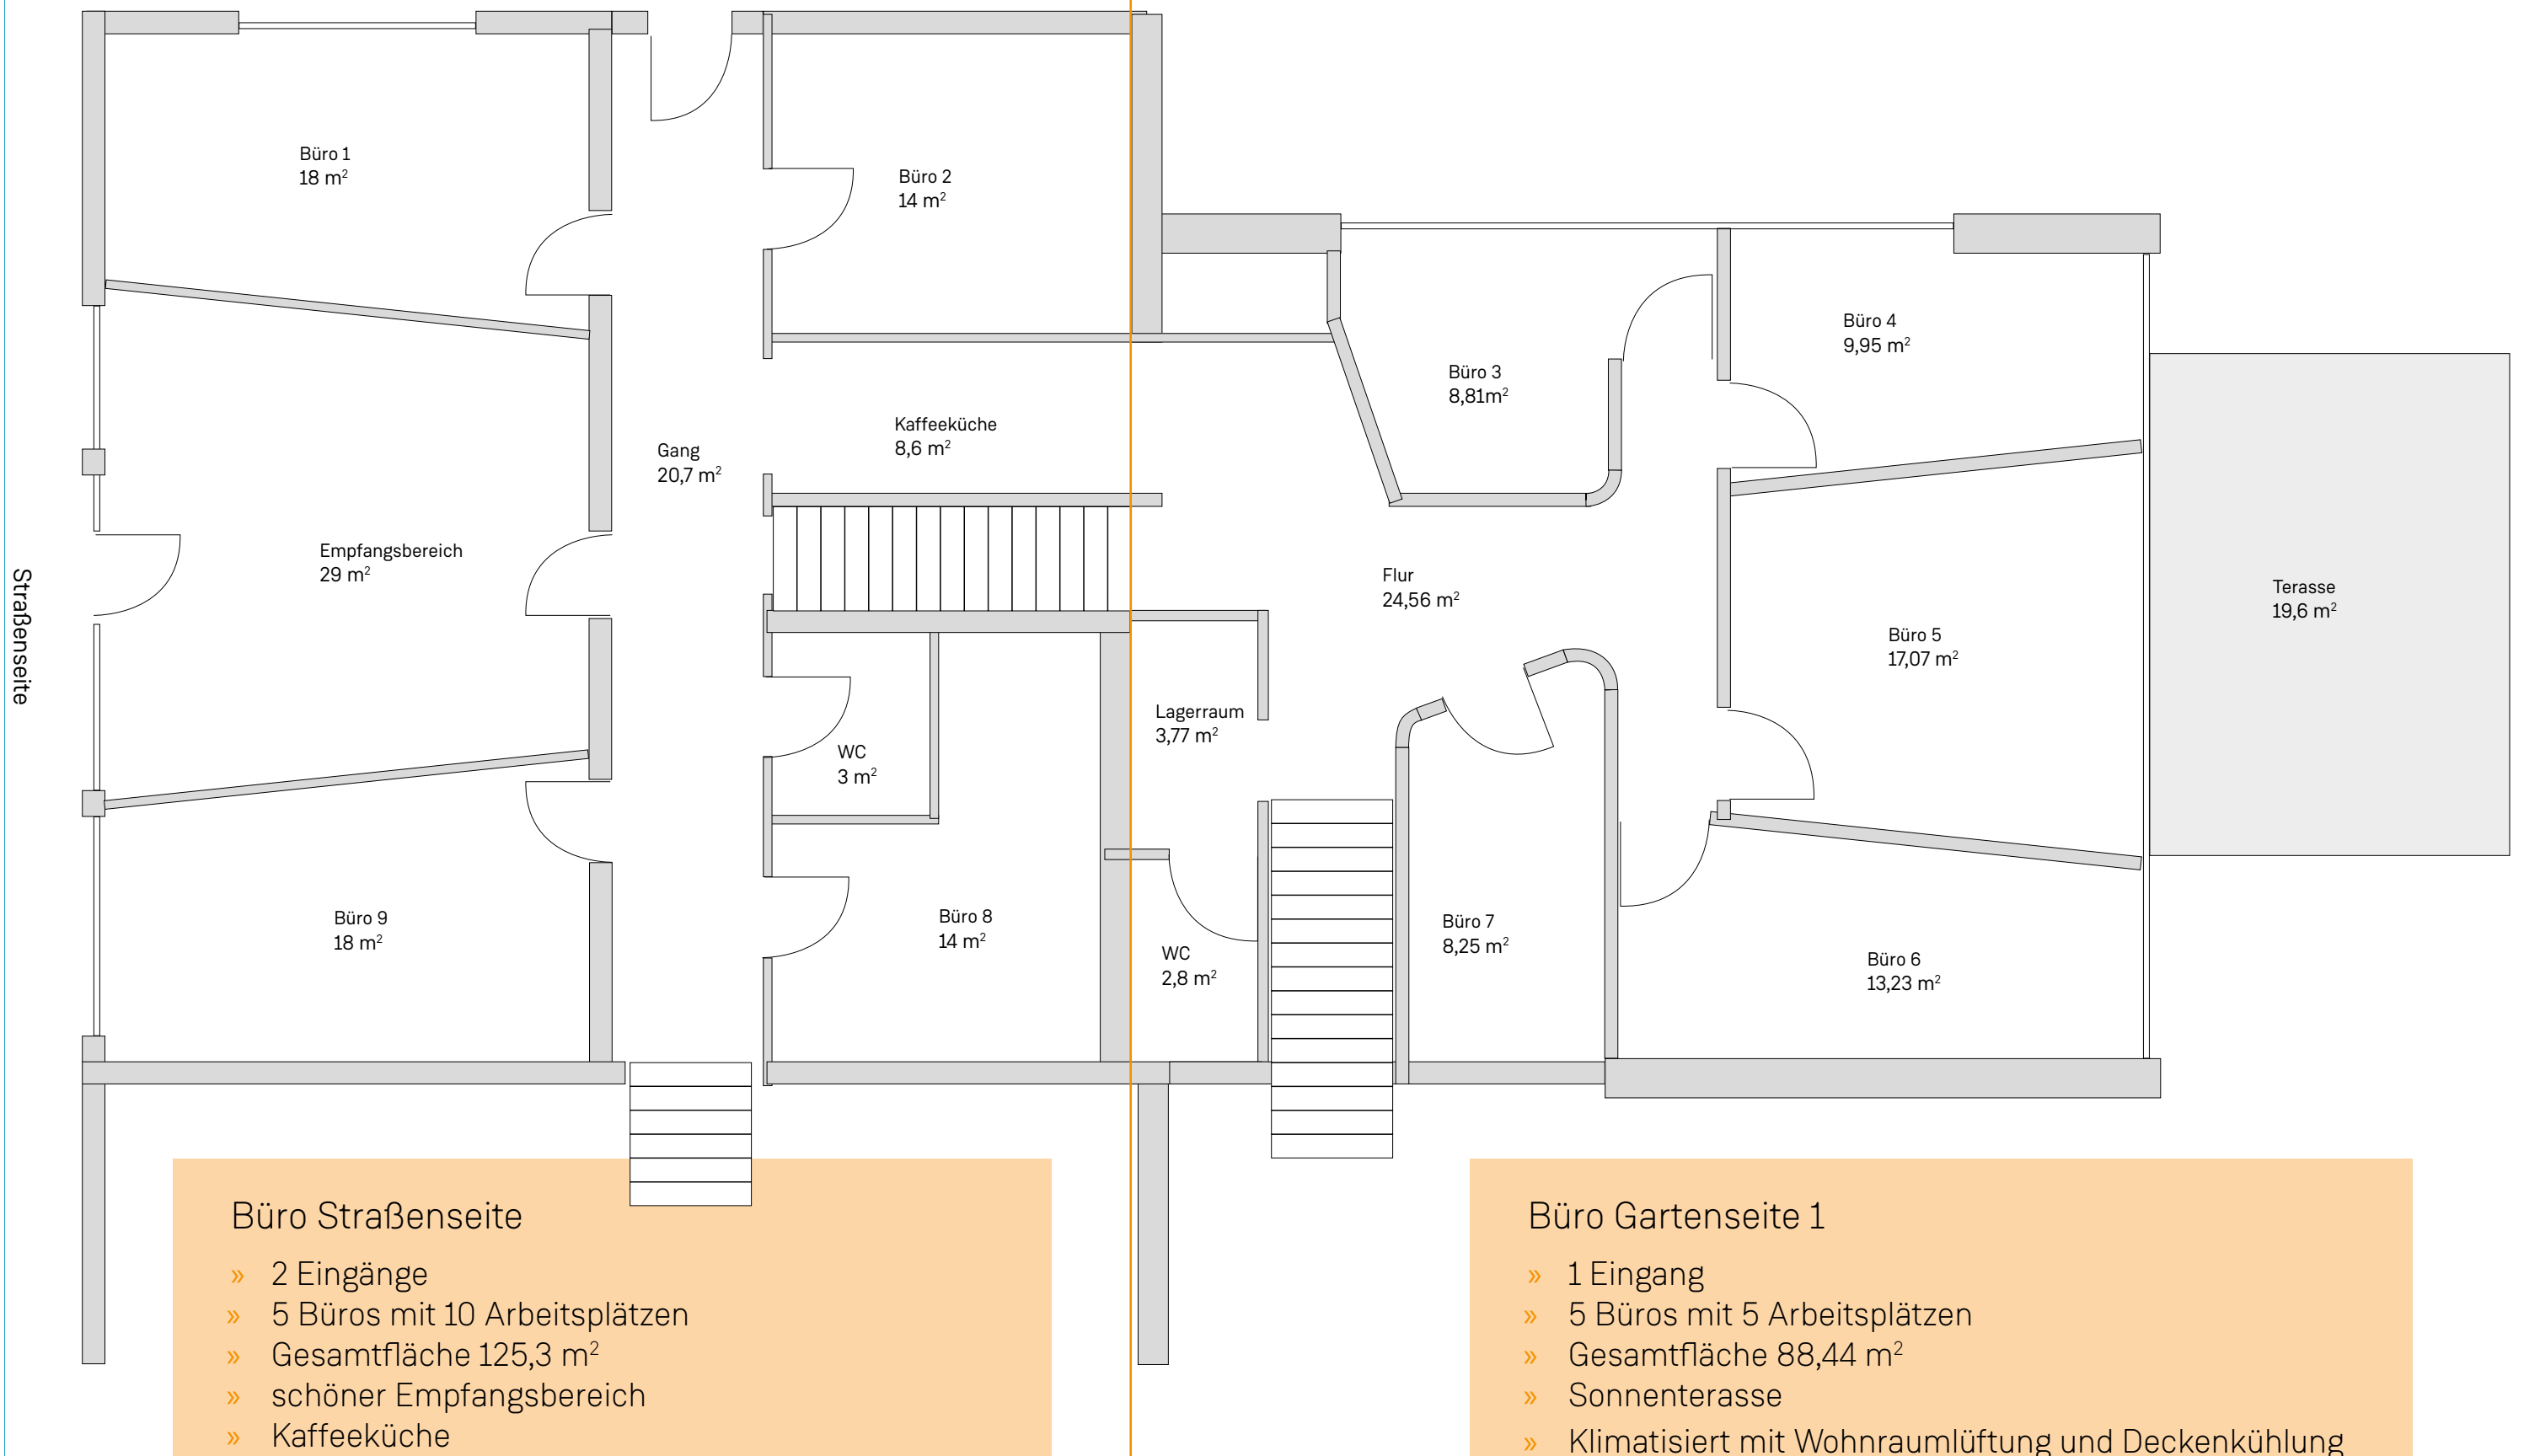 Straßenseite
Büro 1
18 m²
Büro 2
14 m²
Gang
20,7 m²
Kaffeeküche
8,6 m²
Empfangsbereich
29 m²
WC
3 m²
Büro 9
18 m²
Büro 8
14 m²
Büro 3
8,81m²
Büro 4
9,95 m²
Flur
24,56 m²
Büro 5
17,07 m²
Terasse
19,6 m²
Lagerraum
3,77 m²
WC
2,8 m²
Büro 7
8,25 m²
Büro 6
13,23 m²
Büro Straßenseite
» 2 Eingänge
» 5 Büros mit 10 Arbeitsplätzen
» Gesamtfläche 125,3 m²
» schöner Empfangsbereich
» Kaffeeküche
Büro Gartenseite 1
» 1 Eingang
» 5 Büros mit 5 Arbeitsplätzen
» Gesamtfläche 88,44 m²
» Sonnenterasse
» Klimatisiert mit Wohnraumlüftung und Deckenkühlung